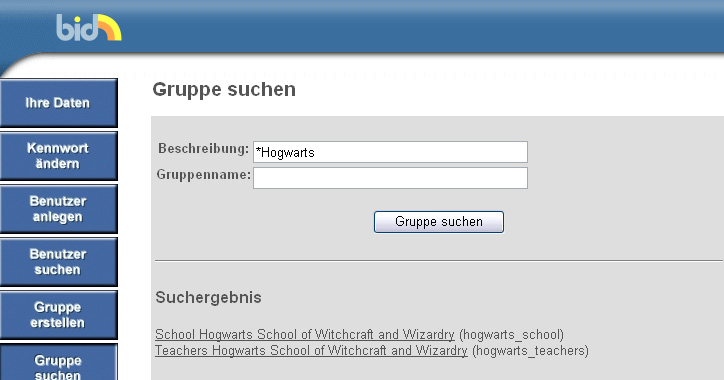 bid
Gruppe suchen
Ihre Daten
Kennwort
ändern
Benutzer
anlegen
Benutzer
suchen
Gruppe
erstellen
Gruppe
suchen
Beschreibung: *Hogwarts
Gruppenname:
Gruppe suchen
Suchergebnis
School Hogwarts School of Witchcraft and Wizardry (hogwarts_school)
Teachers Hogwarts School of Witchcraft and Wizardry (hogwarts_teachers)